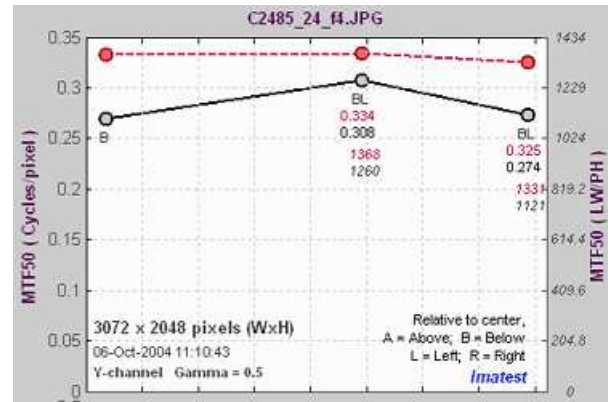 C2485_24_f4.JPG
MTF50 ( Cycles/pixel )
0.35
0.3
0.25
0.2
0.15
0.1
0.05
0
B
BL
0.334
0.308
1368
1260
BL
0.325
0.274
1331
1121
3072 x 2048 pixels (WxH)
06-Oct-2004 11:10:43
Y-channel Gamma = 0.5
Relative to center,
A = Above; B = Below
L = Left; R = Right
Imatest
1434
1229
1024
819.2
614.4
409.6
204.8
0
MTF50 ( LW/PH )